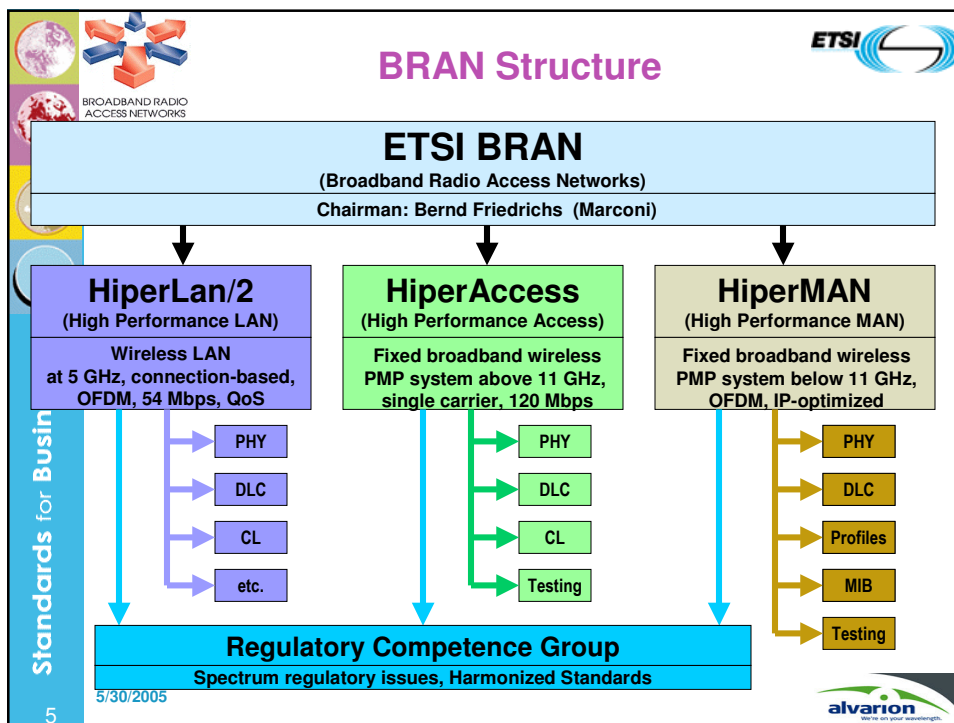 BRAN Structure
ETSI
BROADBAND RADIO
ACCESS NETWORKS
ETSI BRAN
(Broadband Radio Access Networks)
Chairman: Bernd Friedrichs (Marconi)
HiperLan/2
(High Performance LAN)
Wireless LAN
at 5 GHz, connection-based,
OFDM, 54 Mbps, QoS
PHY
DLC
CL
etc.
HiperAccess
(High Performance Access)
Fixed broadband wireless
PMP system above 11 GHz,
single carrier, 120 Mbps
PHY
DLC
CL
Testing
HiperMAN
(High Performance MAN)
Fixed broadband wireless
PMP system below 11 GHz,
OFDM, IP-optimized
PHY
DLC
Profiles
MIB
Testing
Regulatory Competence Group
Spectrum regulatory issues, Harmonized Standards
Standards for Busin
5/30/2005
5
alvarion
We're on your wavelength.